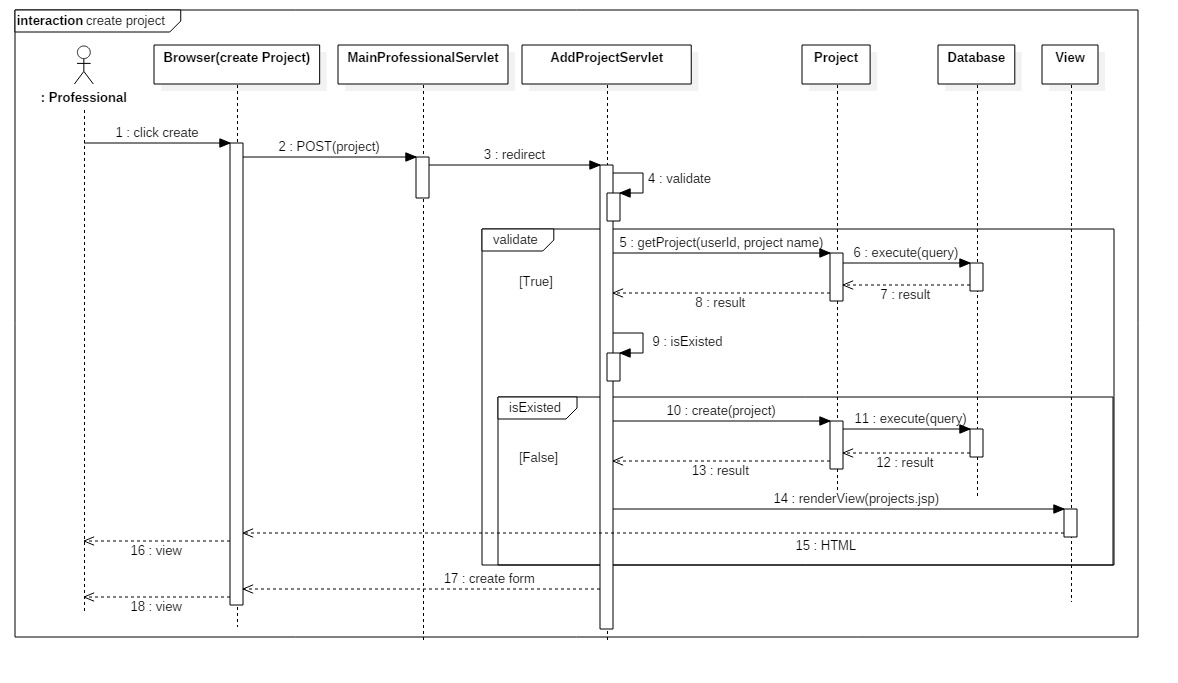 interaction create project
: Professional
Browser(create Project)
MainProfessionalServlet
AddProjectServlet
Project
Database
View
1 : click create
2 : POST(project)
3 : redirect
4 : validate
validate
5 : getProject(userId, project name)
6 : execute(query)
[True]
7 : result
8 : result
9 : isExisted
isExisted
10 : create(project)
11 : execute(query)
[False]
12 : result
13 : result
14 : renderView(projects.jsp)
15 : HTML
16 : view
17 : create form
18 : view